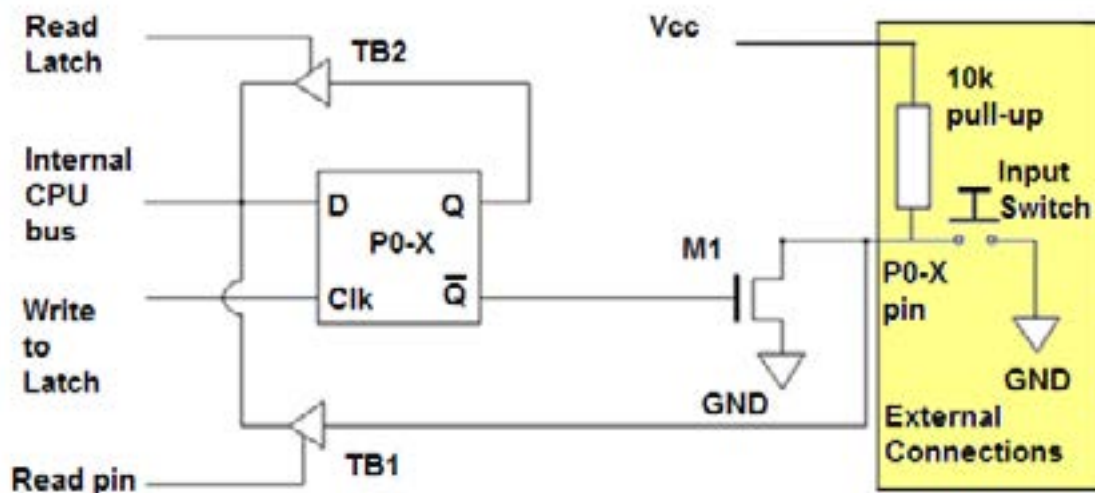 Read
Latch
TB2
Vcc
10k
pull-up
Internal
CPU
bus
D
Q
P0-X
Clk
Q̅
Input
Switch
M1
P0-X
pin
Write
to
Latch
GND
GND
TB1
External
Connections
Read pin